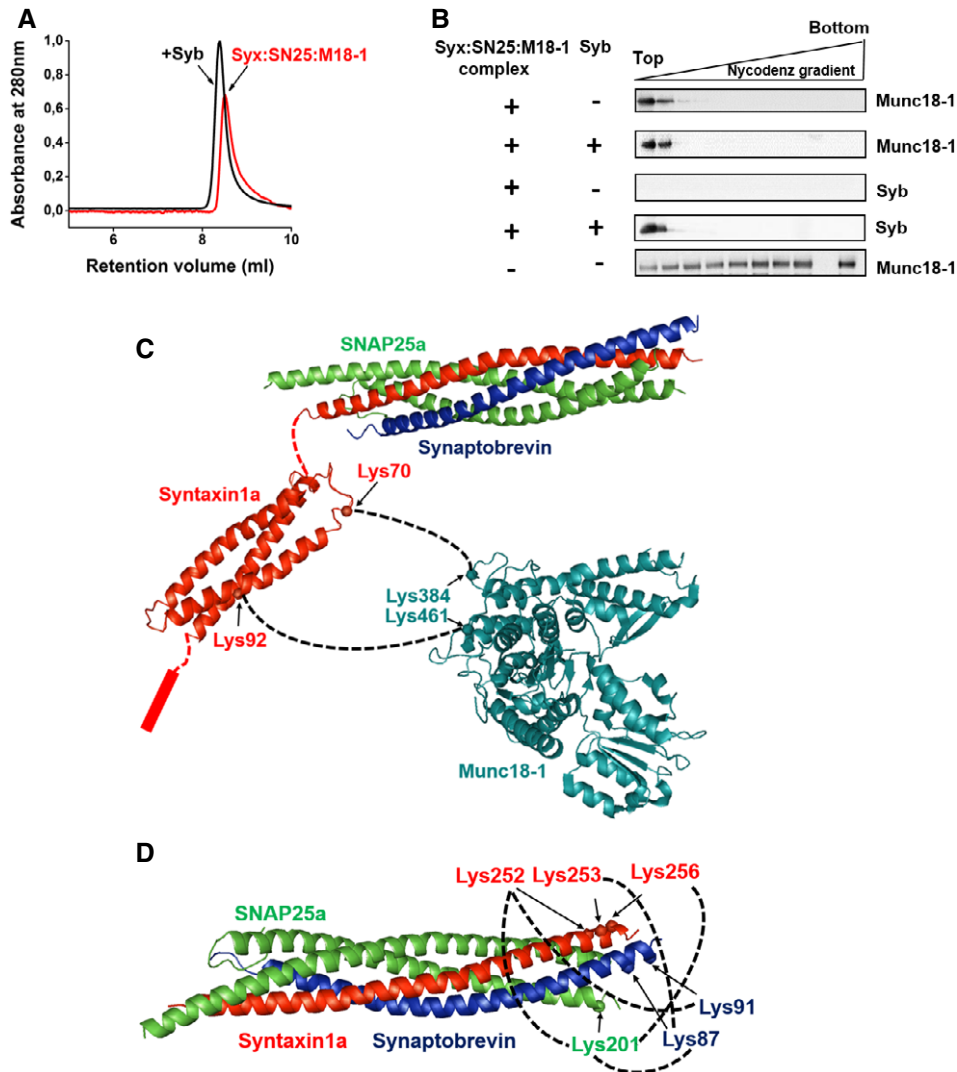 A
Absorbance at 280nm
1,0
0,8
0,6
0,4
0,2
0,0
+Syb
Syx:SN25:M18-1
6
8
10
Retention volume (ml)
B
Syx:SN25:M18-1
complex
Syb
Top
Bottom
Nycodenz gradient
+ - Munc18-1
+ + Munc18-1
+ - Syb
+ + Syb
- - Munc18-1
C
SNAP25a
Synaptobrevin
Syntaxin1a
Lys70
Lys384
Lys461
Lys92
Munc18-1
D
Lys252 Lys253 Lys256
SNAP25a
Lys91
Lys87
Lys201
Syntaxin1a
Synaptobrevin